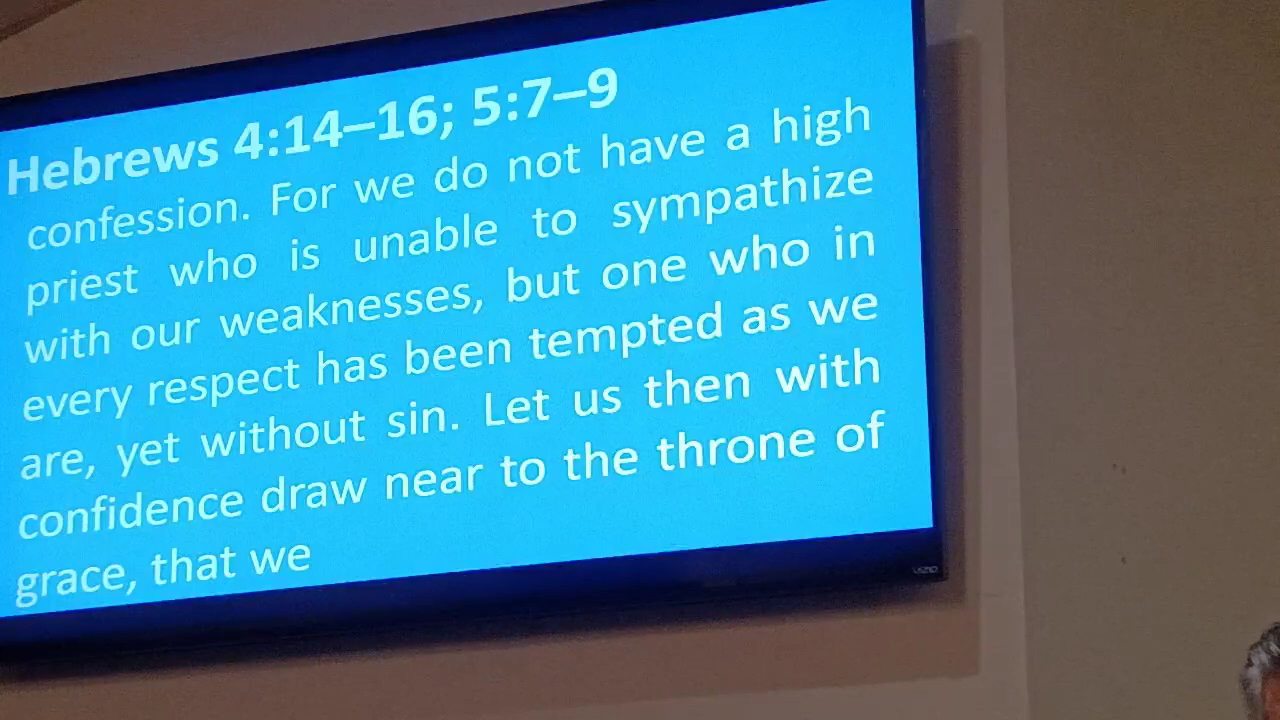 Hebrews 4:14–16; 5:7–9
confession. For we do not have a high
priest who is unable to sympathize
with our weaknesses, but one who in
every respect has been tempted as we
are, yet without sin. Let us then with
confidence draw near to the throne of
grace, that we
VIZIO